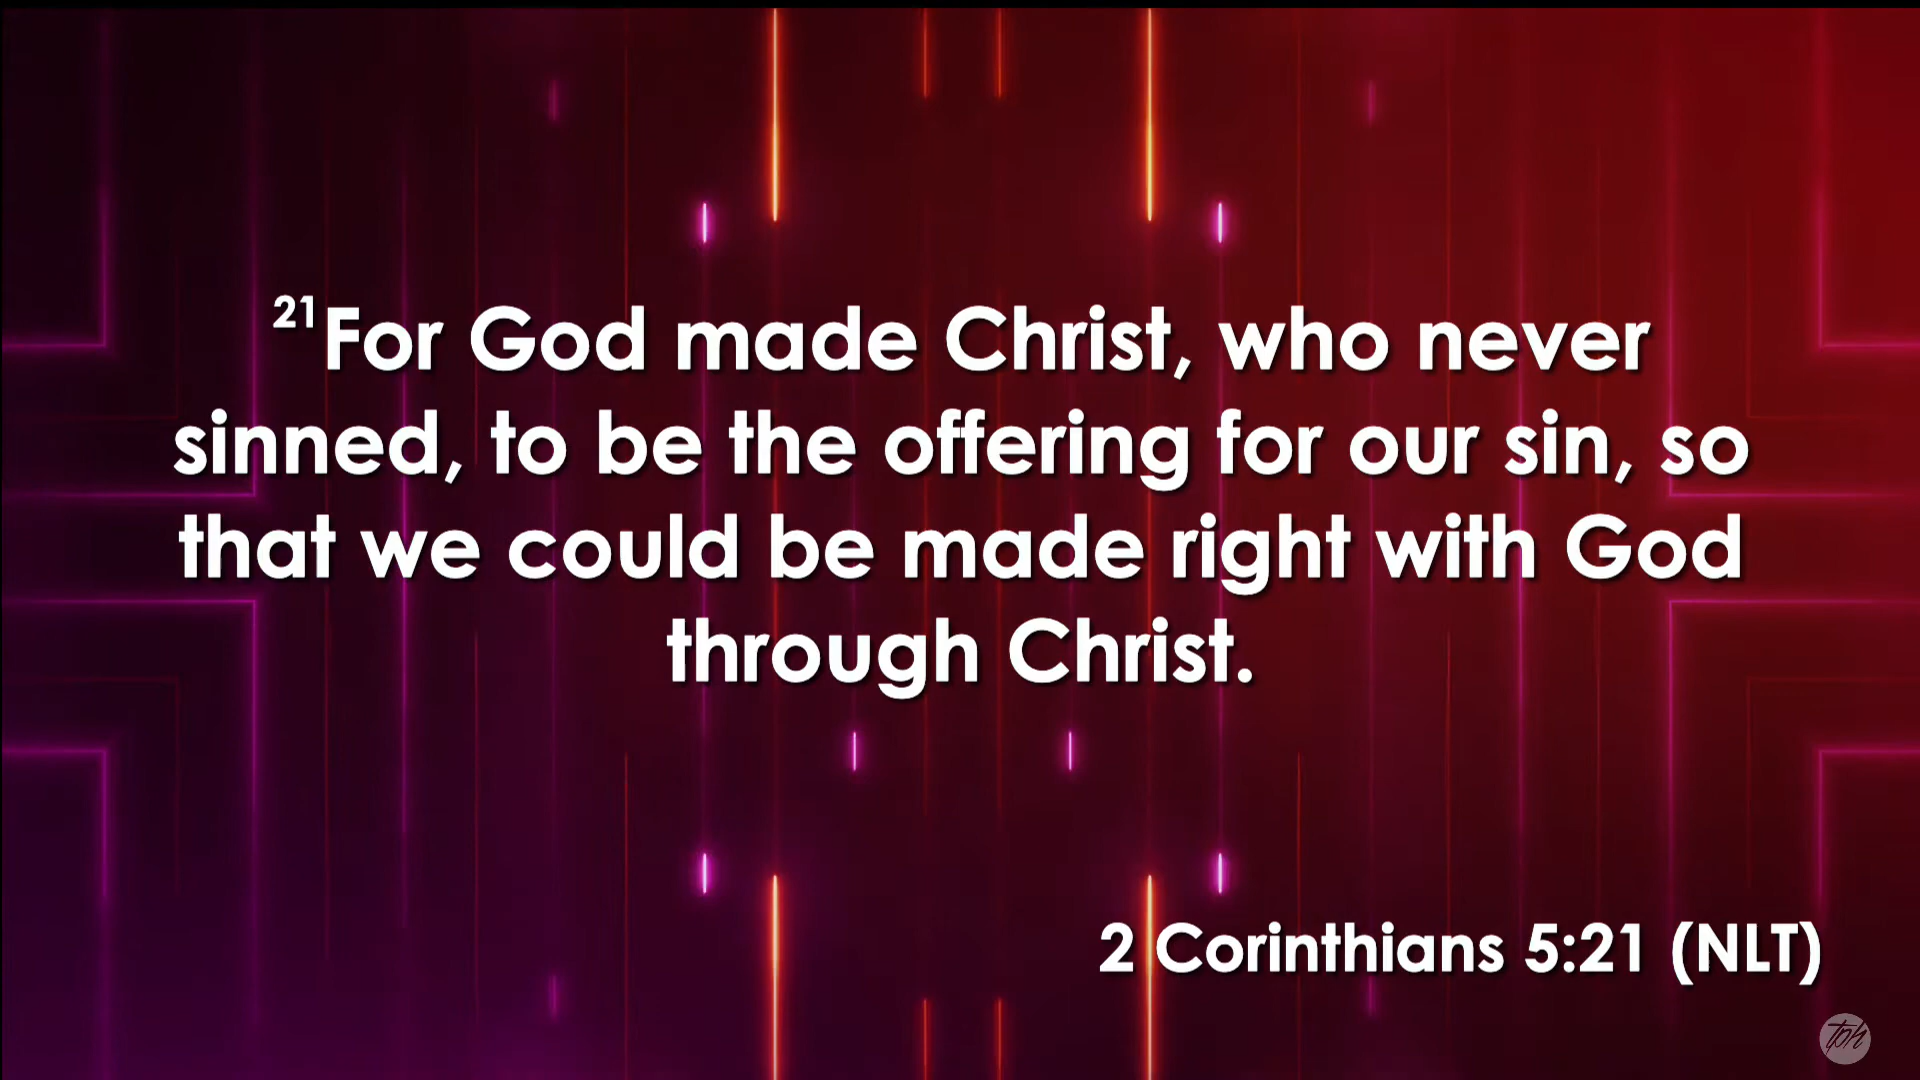 21For God made Christ, who never
sinned, to be the offering for our sin, so
that we could be made right with God
through Christ.
2 Corinthians 5:21 (NLT)
tph